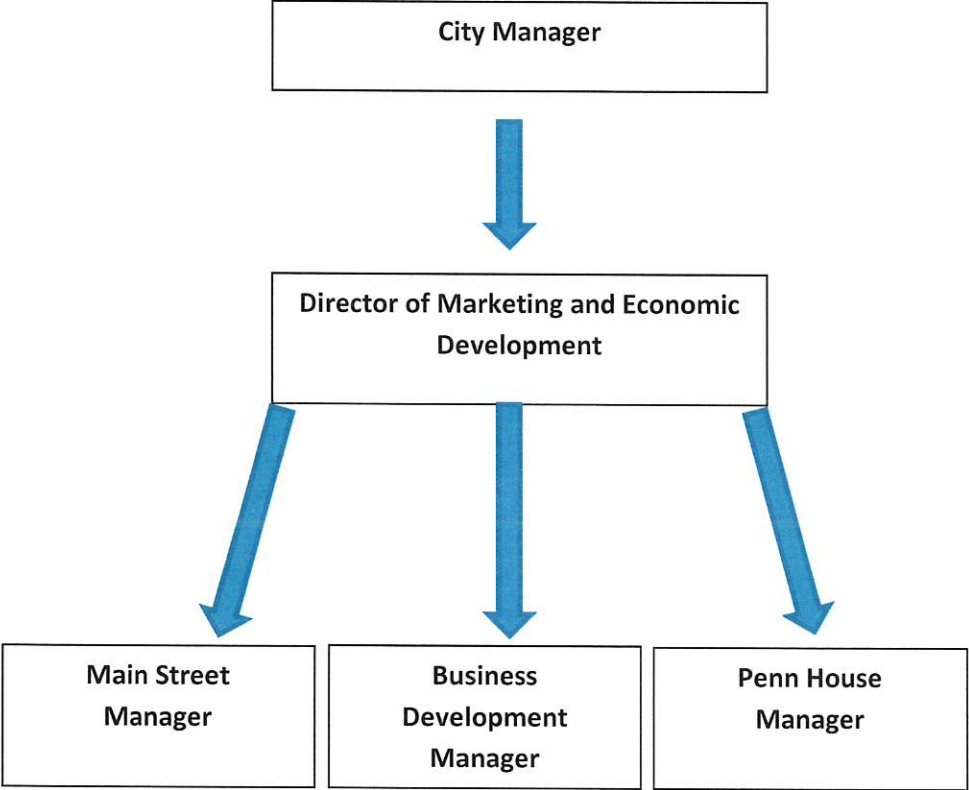 City Manager
Director of Marketing and Economic
Development
Main Street
Manager
Business
Development
Manager
Penn House
Manager